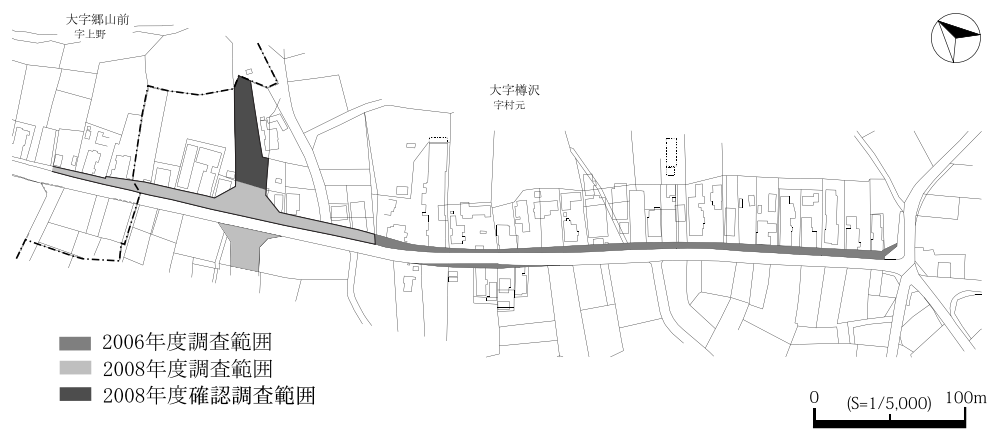 大字郷山前
字上野
大字樽沢
字村元
2006年度調査範囲
2008年度調査範囲
2008年度確認調査範囲
0 (S=1/5,000) 100m